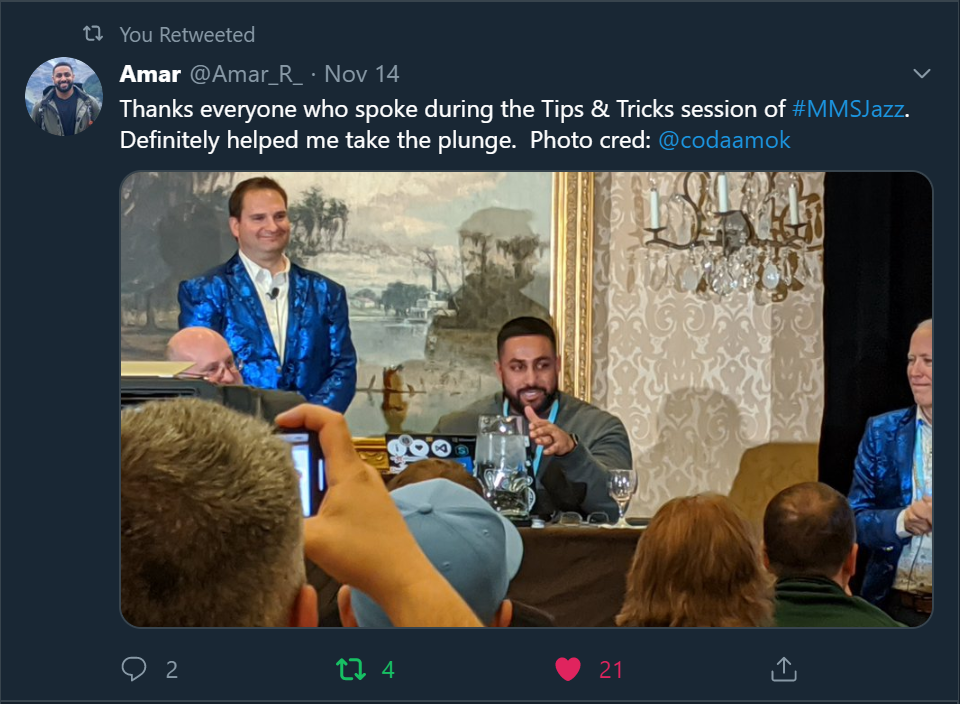 You Retweeted
Amar @Amar_R_ · Nov 14
Thanks everyone who spoke during the Tips & Tricks session of #MMSJazz.
Definitely helped me take the plunge.  Photo cred: @codaamok
2 4 21